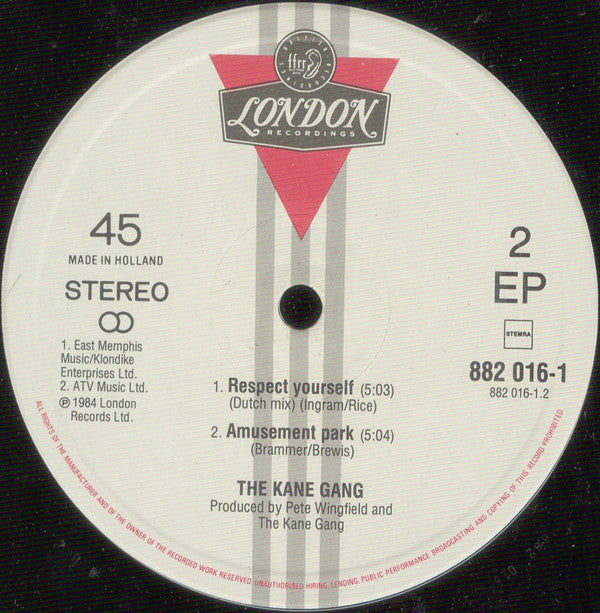 ffrr
LONDON
RECORDINGS
45
MADE IN HOLLAND
STEREO
1. East Memphis
Music/Klondike
Enterprises Ltd.
2. ATV Music Ltd.
℗ 1984 London
Records Ltd.
2
EP
STEMRA
882 016-1
882 016-1.2
1. Respect yourself (5:03)
(Dutch mix) (Ingram/Rice)
2. Amusement park (5:04)
(Brammer/Brewis)
THE KANE GANG
Produced by Pete Wingfield and
The Kane Gang
ALL RIGHTS OF THE MANUFACTURER AND OF THE OWNER OF THE RECORDED WORK RESERVED. UNAUTHORISED HIRING, LENDING, PUBLIC PERFORMANCE, BROADCASTING AND COPYING OF THIS RECORD PROHIBITED.